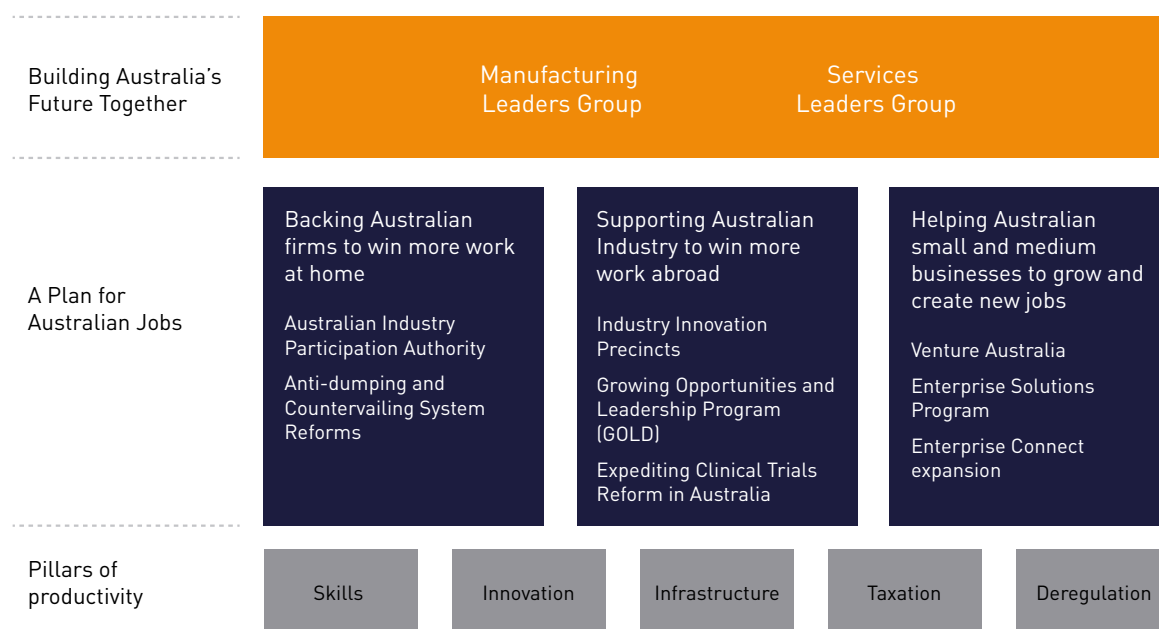 Building Australia's
Future Together
Manufacturing
Leaders Group
Services
Leaders Group
A Plan for
Australian Jobs
Backing Australian
firms to win more work
at home
Australian Industry
Participation Authority
Anti-dumping and
Countervailing System
Reforms
Supporting Australian
Industry to win more
work abroad
Industry Innovation
Precincts
Growing Opportunities and
Leadership Program
(GOLD)
Expediting Clinical Trials
Reform in Australia
Helping Australian
small and medium
businesses to grow and
create new jobs
Venture Australia
Enterprise Solutions
Program
Enterprise Connect
expansion
Pillars of
productivity
Skills
Innovation
Infrastructure
Taxation
Deregulation